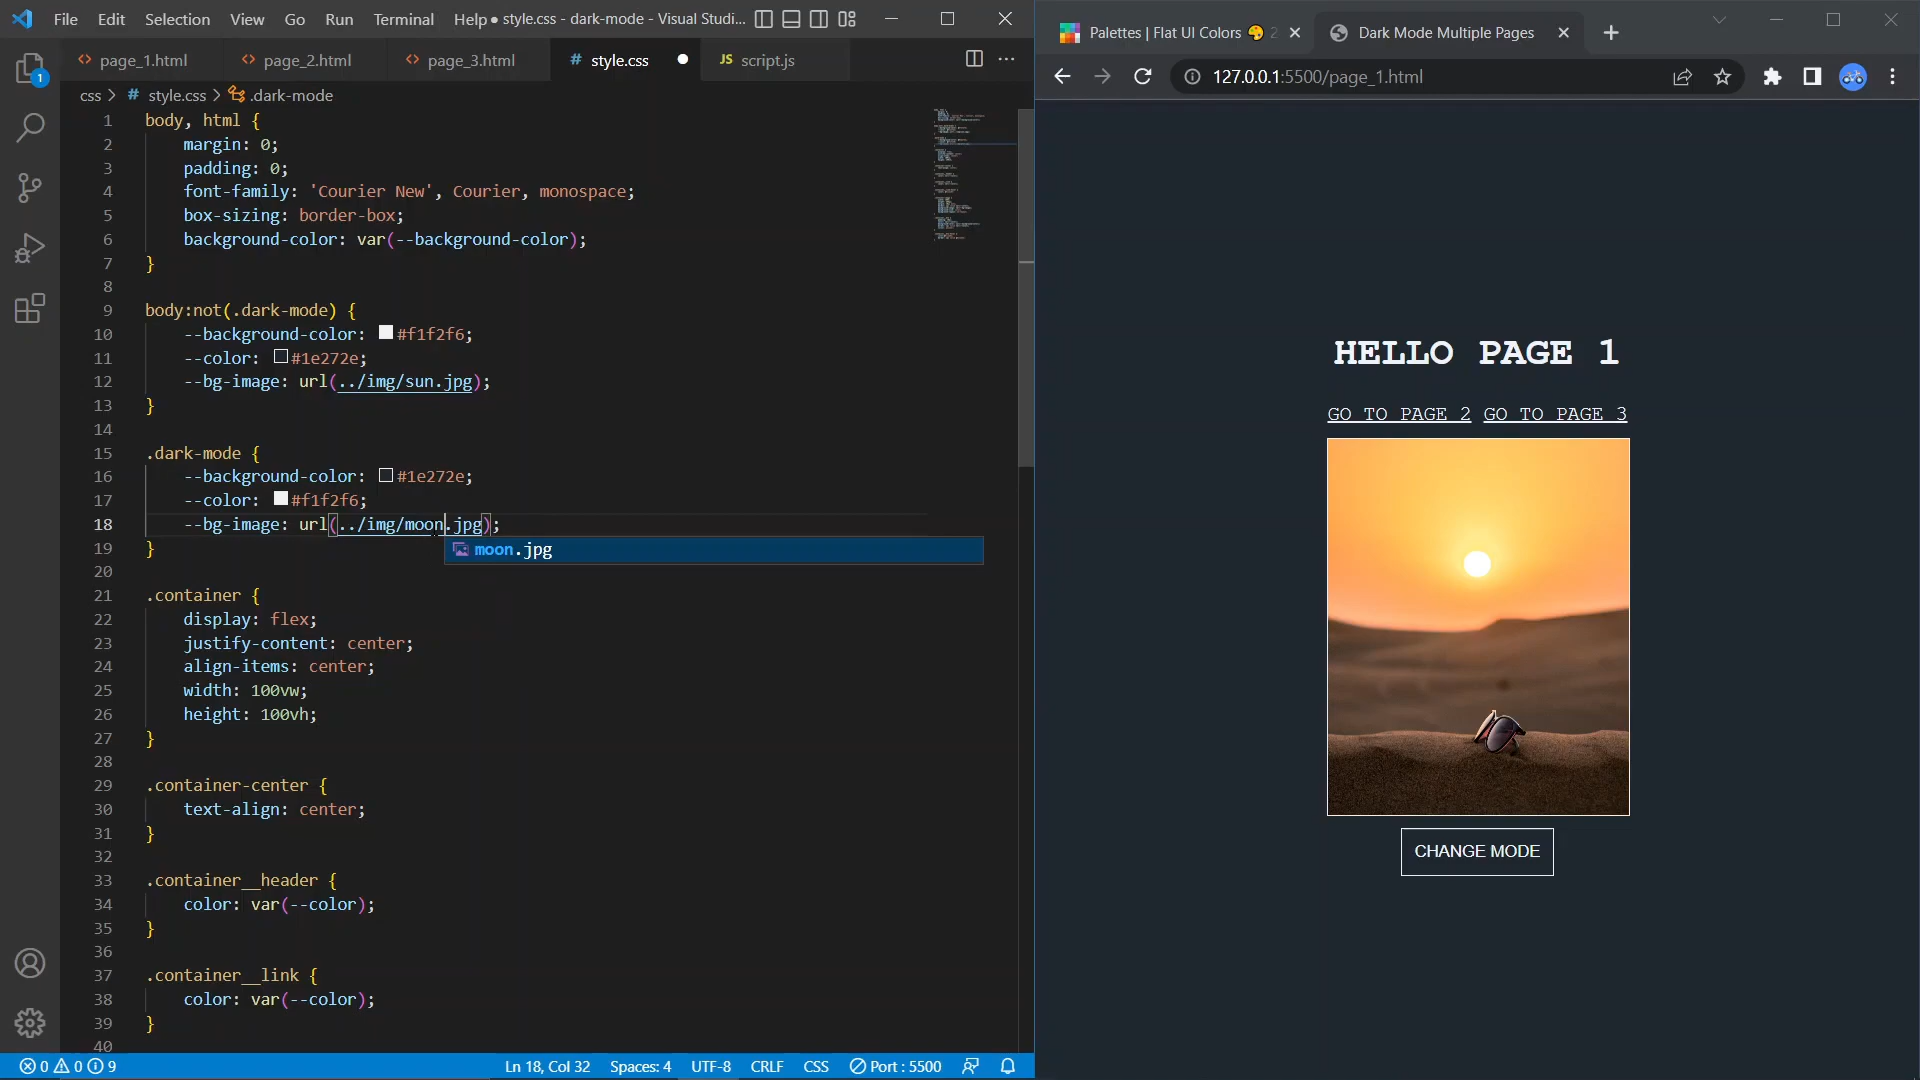 File Edit Selection View Go Run Terminal Help
● style.css - dark-mode - Visual Studi...
page_1.html
page_2.html
page_3.html
# style.css ●
JS script.js
1
css > # style.css > .dark-mode
1 body, html {
2 margin: 0;
3 padding: 0;
4 font-family: 'Courier New', Courier, monospace;
5 box-sizing: border-box;
6 background-color: var(--background-color);
7 }
8
9 body:not(.dark-mode) {
10 --background-color: #f1f2f6;
11 --color: #1e272e;
12 --bg-image: url(../img/sun.jpg);
13 }
14
15 .dark-mode {
16 --background-color: #1e272e;
17 --color: #f1f2f6;
18 --bg-image: url(../img/moon.jpg);
moon.jpg
19 }
20
21 .container {
22 display: flex;
23 justify-content: center;
24 align-items: center;
25 width: 100vw;
26 height: 100vh;
27 }
28
29 .container-center {
30 text-align: center;
31 }
32
33 .container__header {
34 color: var(--color);
35 }
36
37 .container__link {
38 color: var(--color);
39 }
40
0 0 9
Ln 18, Col 32
Spaces: 4
UTF-8
CRLF
CSS
Port : 5500
Palettes | Flat UI Colors 2
Dark Mode Multiple Pages
127.0.0.1:5500/page_1.html
HELLO PAGE 1
GO TO PAGE 2 GO TO PAGE 3
CHANGE MODE